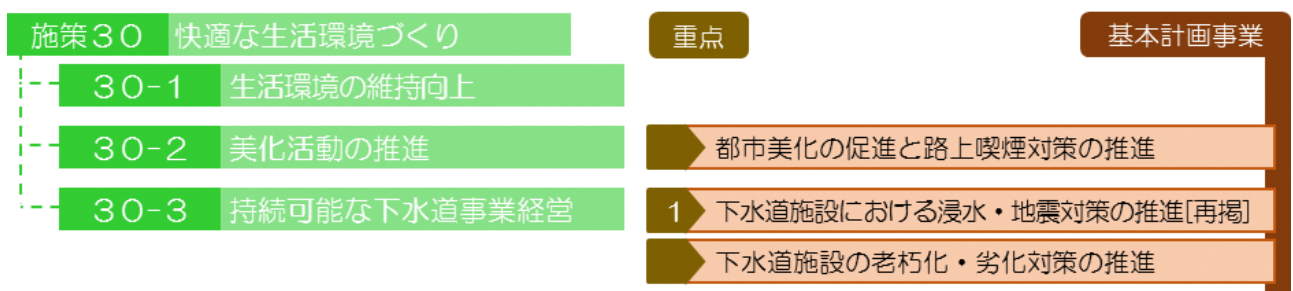 施策30 快適な生活環境づくり 重点 基本計画事業
30-1 生活環境の維持向上
30-2 美化活動の推進 都市美化の促進と路上喫煙対策の推進
30-3 持続可能な下水道事業経営 1 下水道施設における浸水・地震対策の推進[再掲]
下水道施設の老朽化・劣化対策の推進